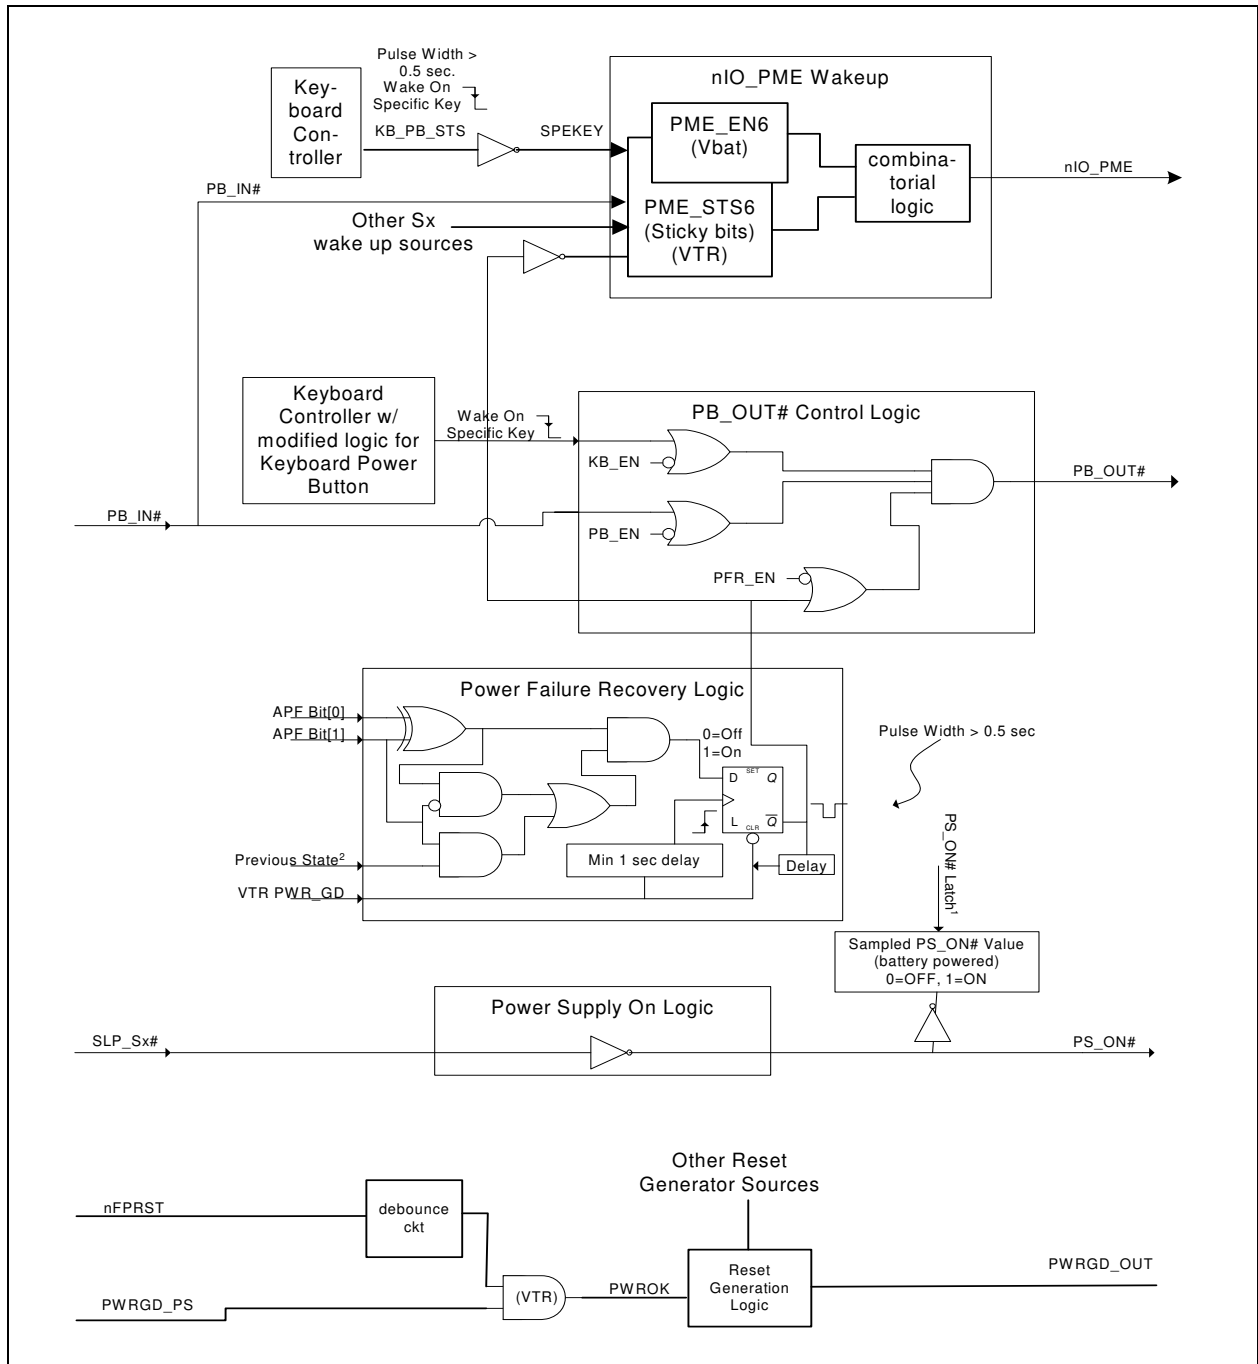 Pulse Width >
0.5 sec.
Wake On
Specific Key
Key-
board
Con-
troller
KB_PB_STS
SPEKEY
nIO_PME Wakeup
PME_EN6
(Vbat)
PME_STS6
(Sticky bits)
(VTR)
combina-
torial
logic
nIO_PME
PB_IN#
Other Sx
wake up sources
Keyboard
Controller w/
modified logic for
Keyboard Power
Button
Wake On
Specific Key
PB_OUT# Control Logic
KB_EN
PB_EN
PFR_EN
PB_OUT#
PB_IN#
Power Failure Recovery Logic
APF Bit[0]
APF Bit[1]
0=Off
1=On
D
SET
Q
L
CLR
Q
Min 1 sec delay
Delay
Previous State²
VTR PWR_GD
Pulse Width > 0.5 sec
PS_ON# Latch¹
Sampled PS_ON# Value
(battery powered)
0=OFF, 1=ON
Power Supply On Logic
SLP_Sx#
PS_ON#
Other Reset
Generator Sources
nFPRST
debounce
ckt
PWRGD_PS
(VTR)
PWROK
Reset
Generation
Logic
PWRGD_OUT